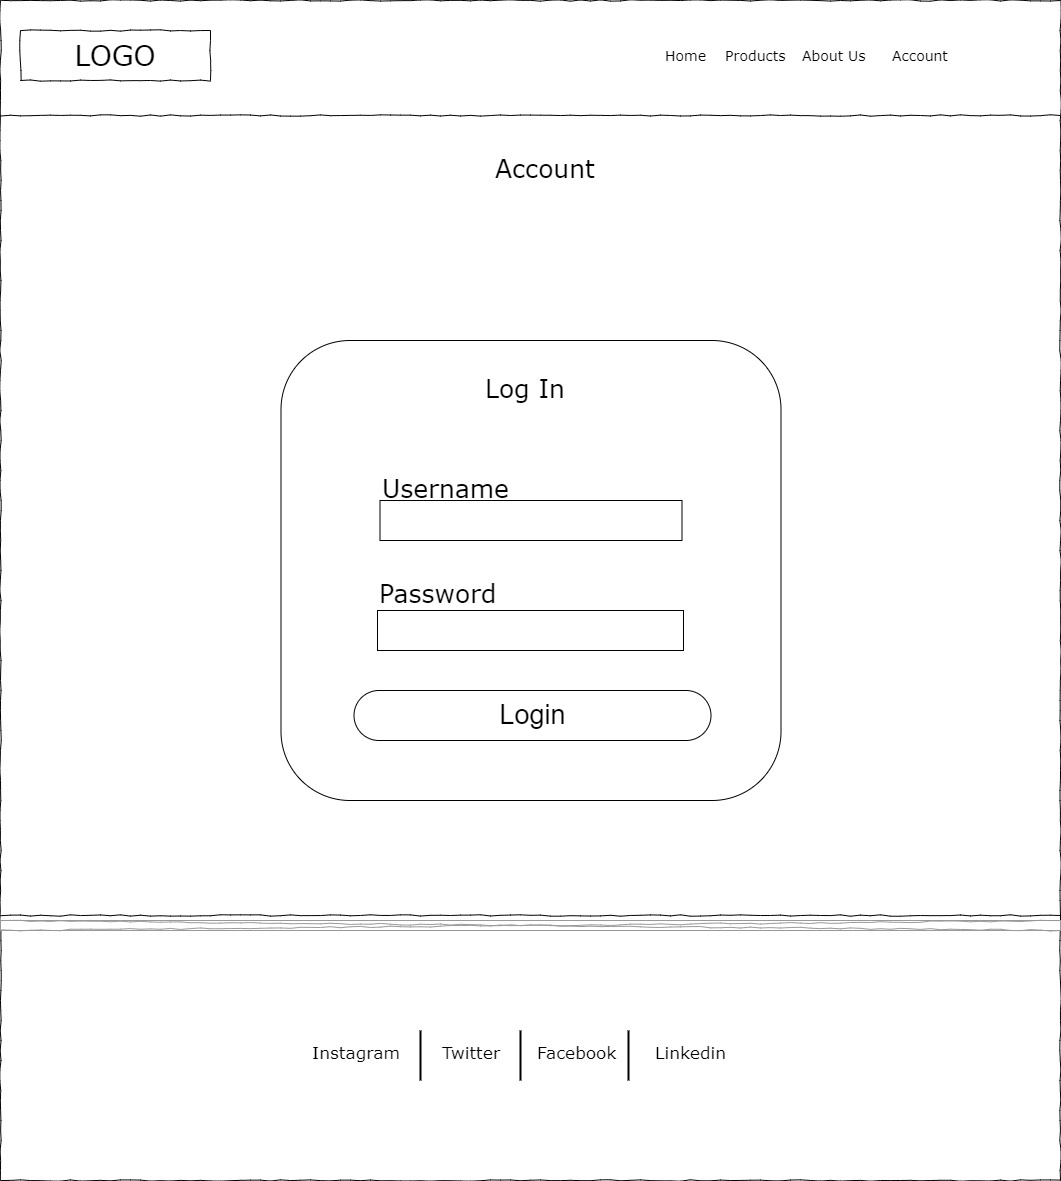 LOGO
Home Products About Us Account
Account
Log In
Username
Password
Login
Instagram Twitter Facebook Linkedin